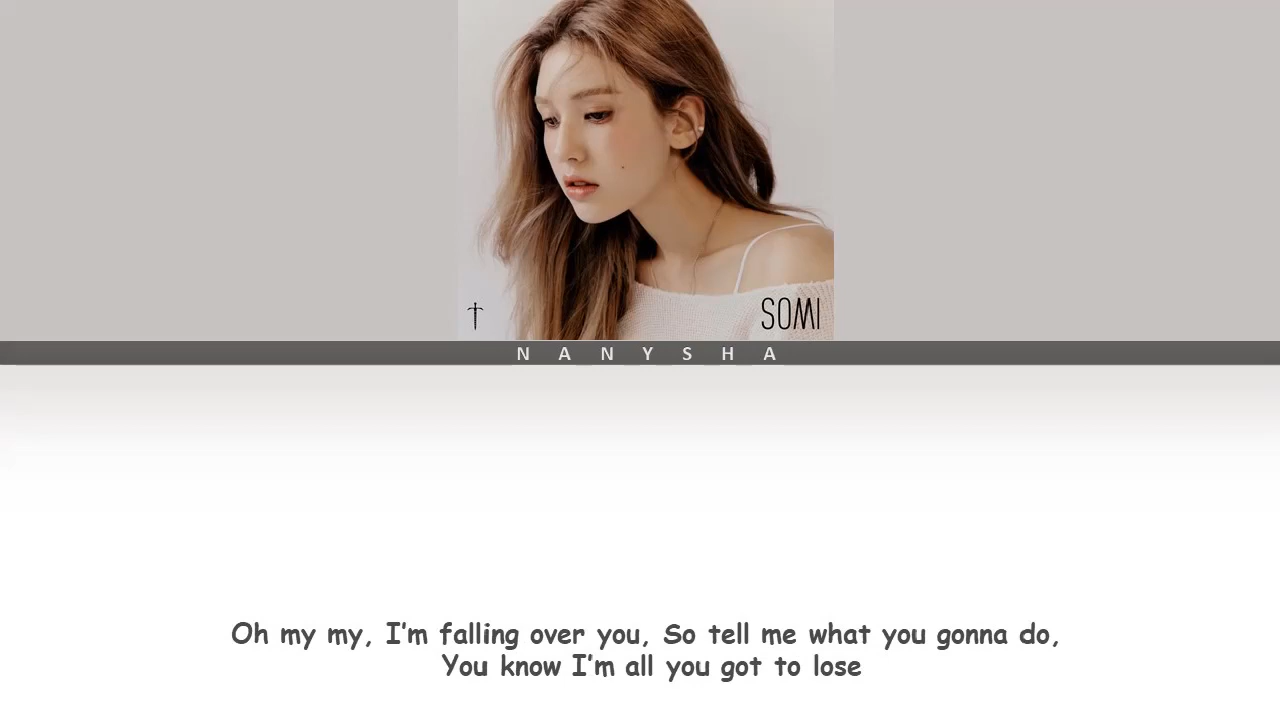 SOMI
NANYSHA
Oh my my, I'm falling over you, So tell me what you gonna do,
You know I'm all you got to lose